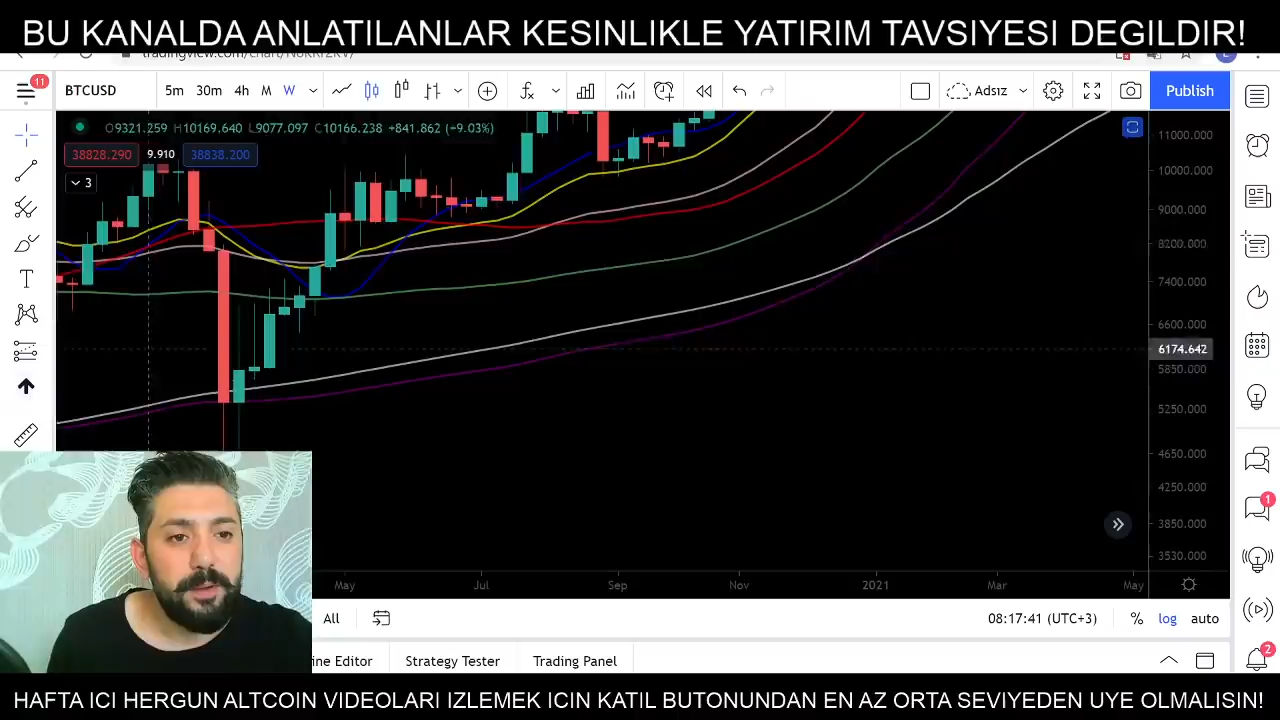 BU KANALDA ANLATILANLAR KESINLIKLE YATIRIM TAVSIYESI DEGILDIR!
11
BTCUSD 5m 30m 4h M W Adsız Publish
O9321.259 H10169.640 L9077.097 C10166.238 +841.862 (+9.03%)
38828.290 9.910 38838.200
3
11000.000
10000.000
9000.000
8200.000
7400.000
6600.000
6174.642
5850.000
5250.000
4650.000
4250.000
3850.000
3530.000
1
2
May Jul Sep Nov 2021 Mar May
All 08:17:41 (UTC+3) % log auto
ine Editor Strategy Tester Trading Panel
HAFTA ICI HERGUN ALTCOIN VIDEOLARI IZLEMEK ICIN KATIL BUTONUNDAN EN AZ ORTA SEVIYEDEN UYE OLMALISIN!